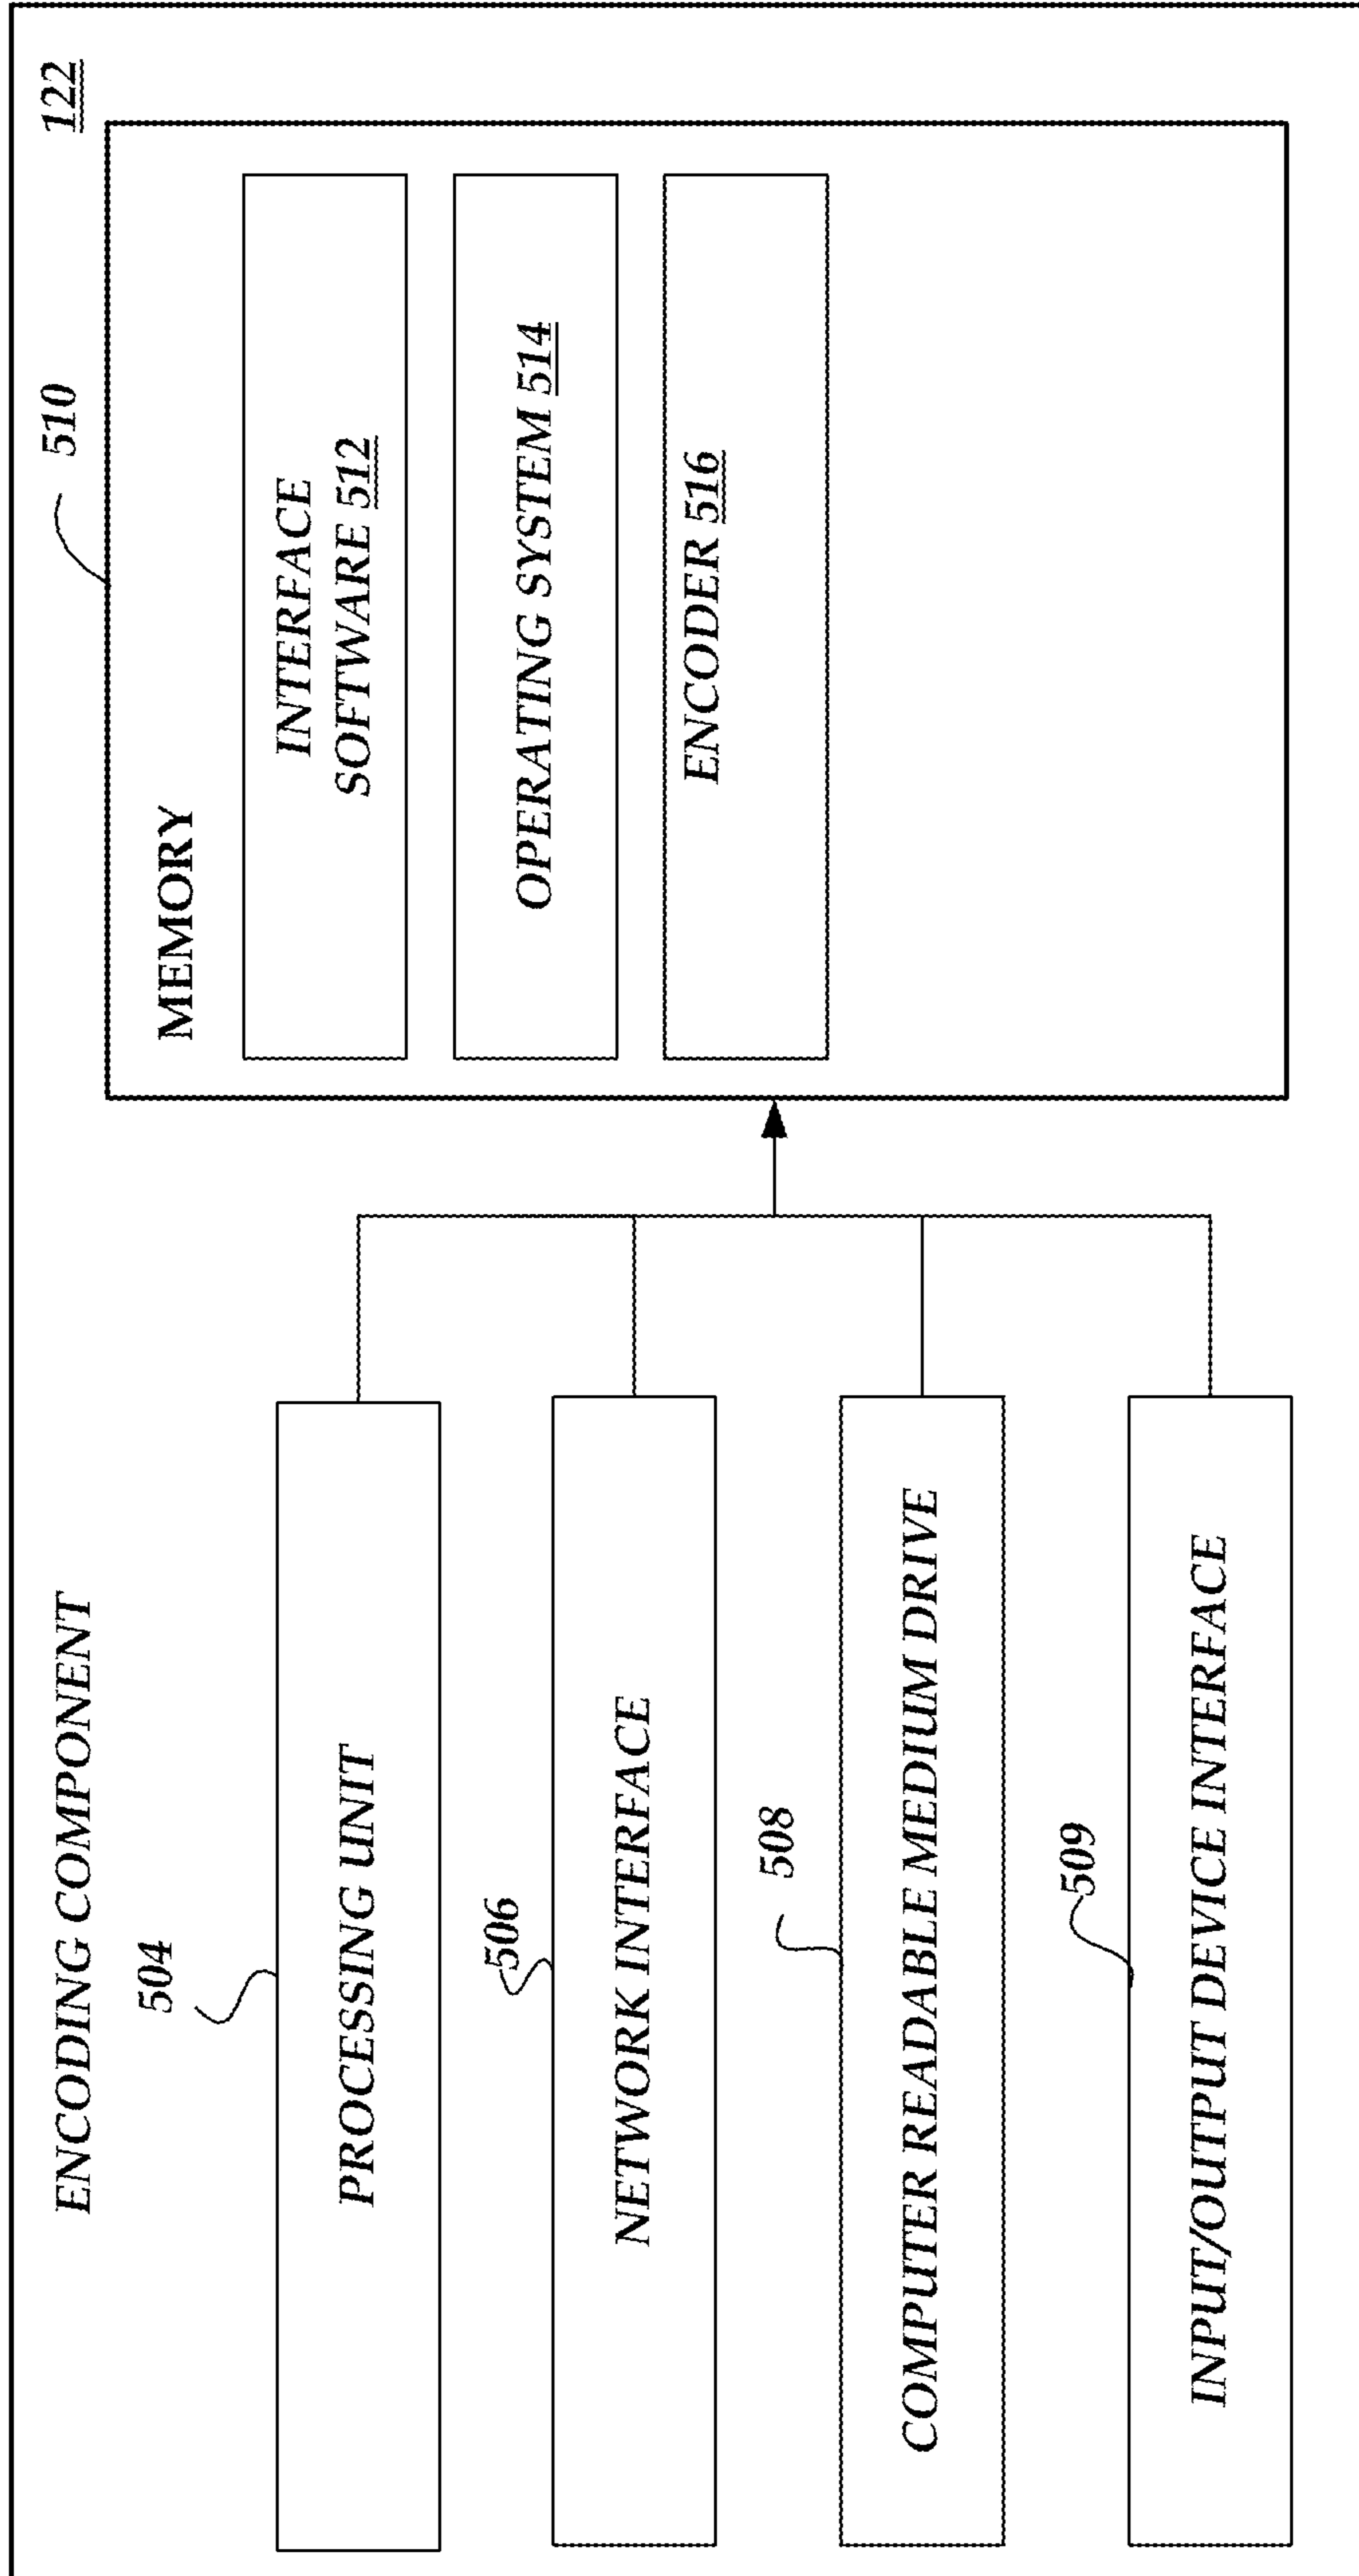 ENCODING COMPONENT
122
504
PROCESSING UNIT
506
NETWORK INTERFACE
508
COMPUTER READABLE MEDIUM DRIVE
509
INPUT/OUTPUT DEVICE INTERFACE
510
MEMORY
INTERFACE
SOFTWARE 512
OPERATING SYSTEM 514
ENCODER 516